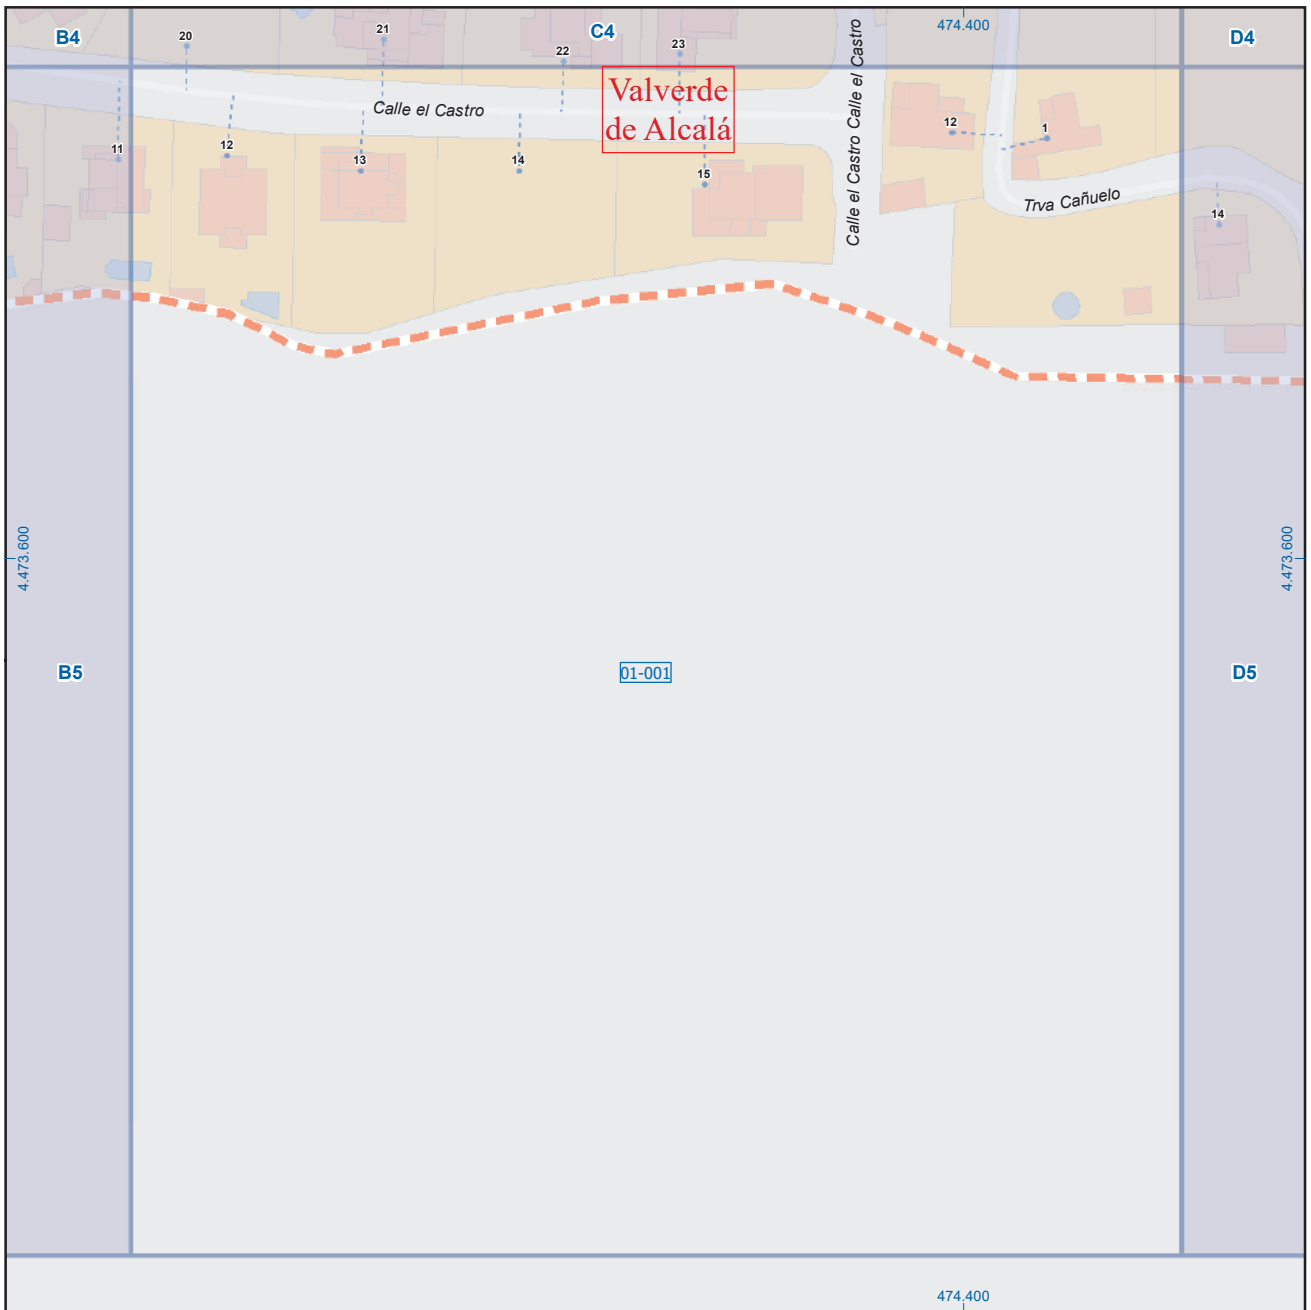 B4
C4
474.400
D4
20
21
22
23
Valverde
de Alcalá
Calle el Castro
Calle el Castro
Calle el Castro
11
12
13
14
15
12
1
Trva Cañuelo
14
4.473.600
4.473.600
B5
01-001
D5
474.400